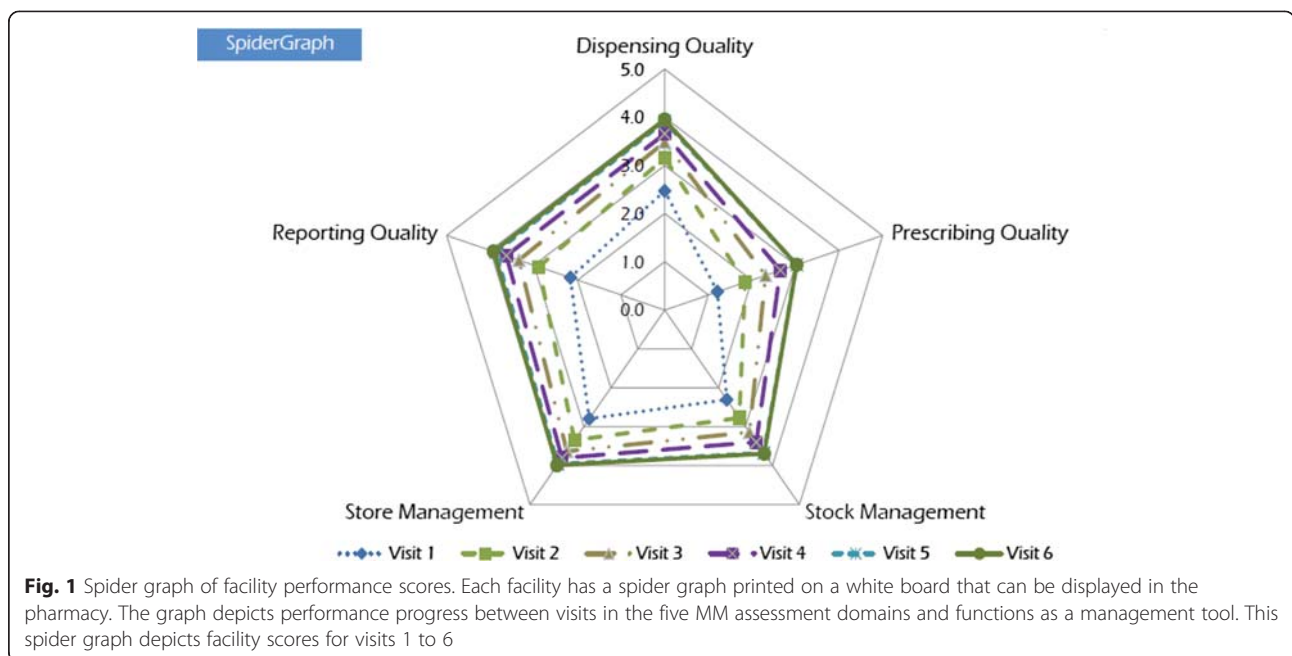 SpiderGraph
Dispensing Quality
5.0
4.0
3.0
2.0
1.0
0.0
Reporting Quality
Prescribing Quality
Store Management
Stock Management
Visit 1 Visit 2 Visit 3 Visit 4 Visit 5 Visit 6
Fig. 1 Spider graph of facility performance scores. Each facility has a spider graph printed on a white board that can be displayed in the
pharmacy. The graph depicts performance progress between visits in the five MM assessment domains and functions as a management tool. This
spider graph depicts facility scores for visits 1 to 6